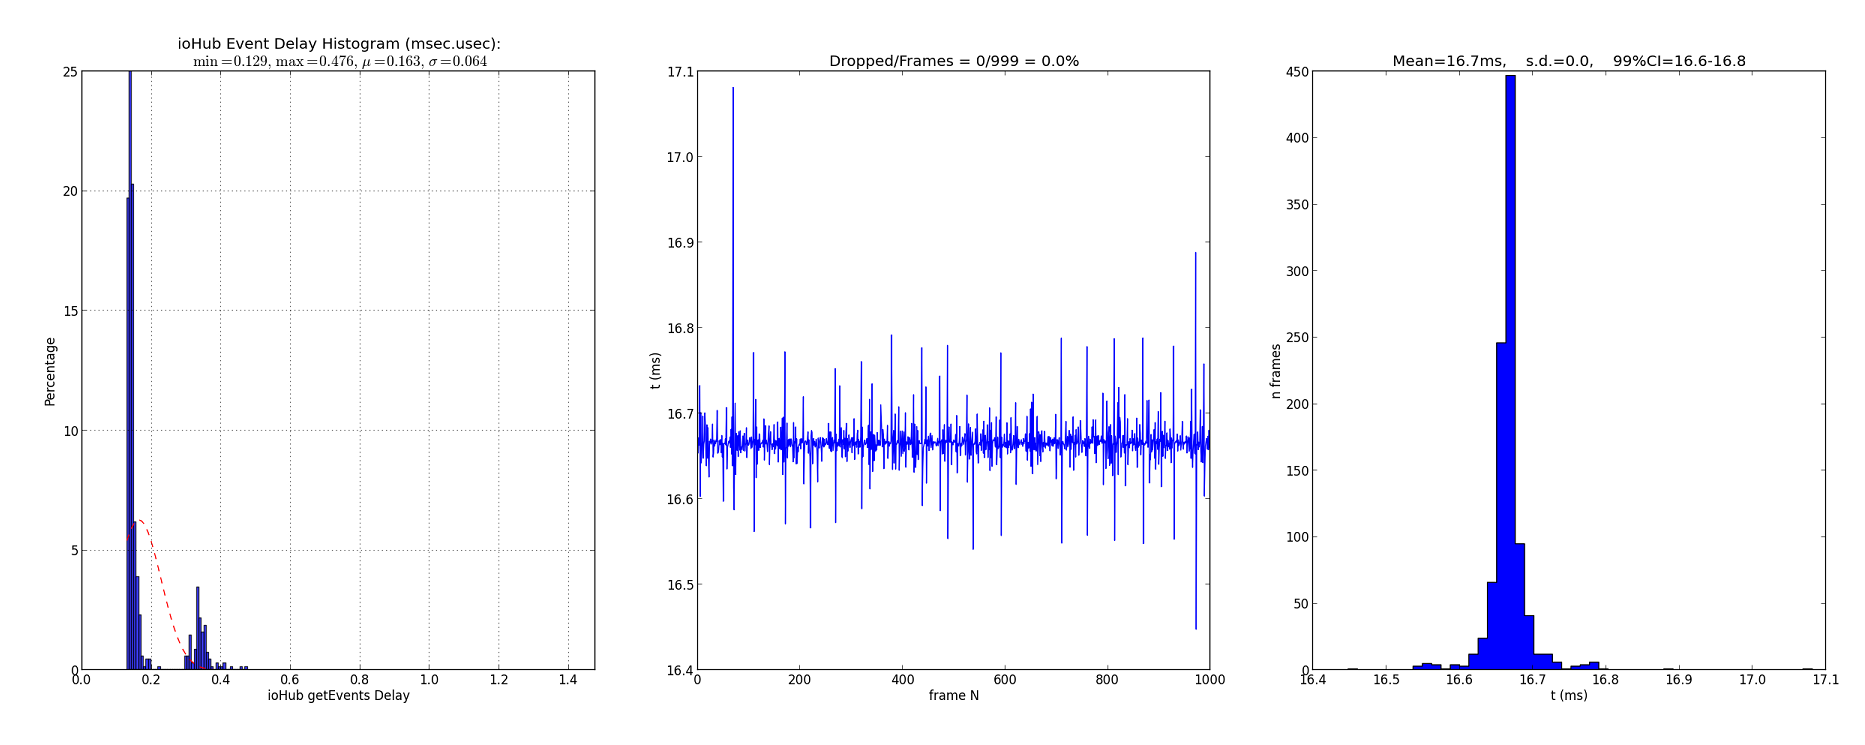 ioHub Event Delay Histogram (msec.usec):
min=0.129, max=0.476, μ=0.163, σ=0.064
25
20
15
10
5
0
Percentage
0.0 0.2 0.4 0.6 0.8 1.0 1.2 1.4
ioHub getEvents Delay
Dropped/Frames = 0/999 = 0.0%
17.1
17.0
16.9
16.8
16.7
16.6
16.5
16.4
t (ms)
0 200 400 600 800 1000
frame N
Mean=16.7ms, s.d.=0.0, 99%CI=16.6-16.8
450
400
350
300
250
200
150
100
50
0
n frames
16.4 16.5 16.6 16.7 16.8 16.9 17.0 17.1
t (ms)